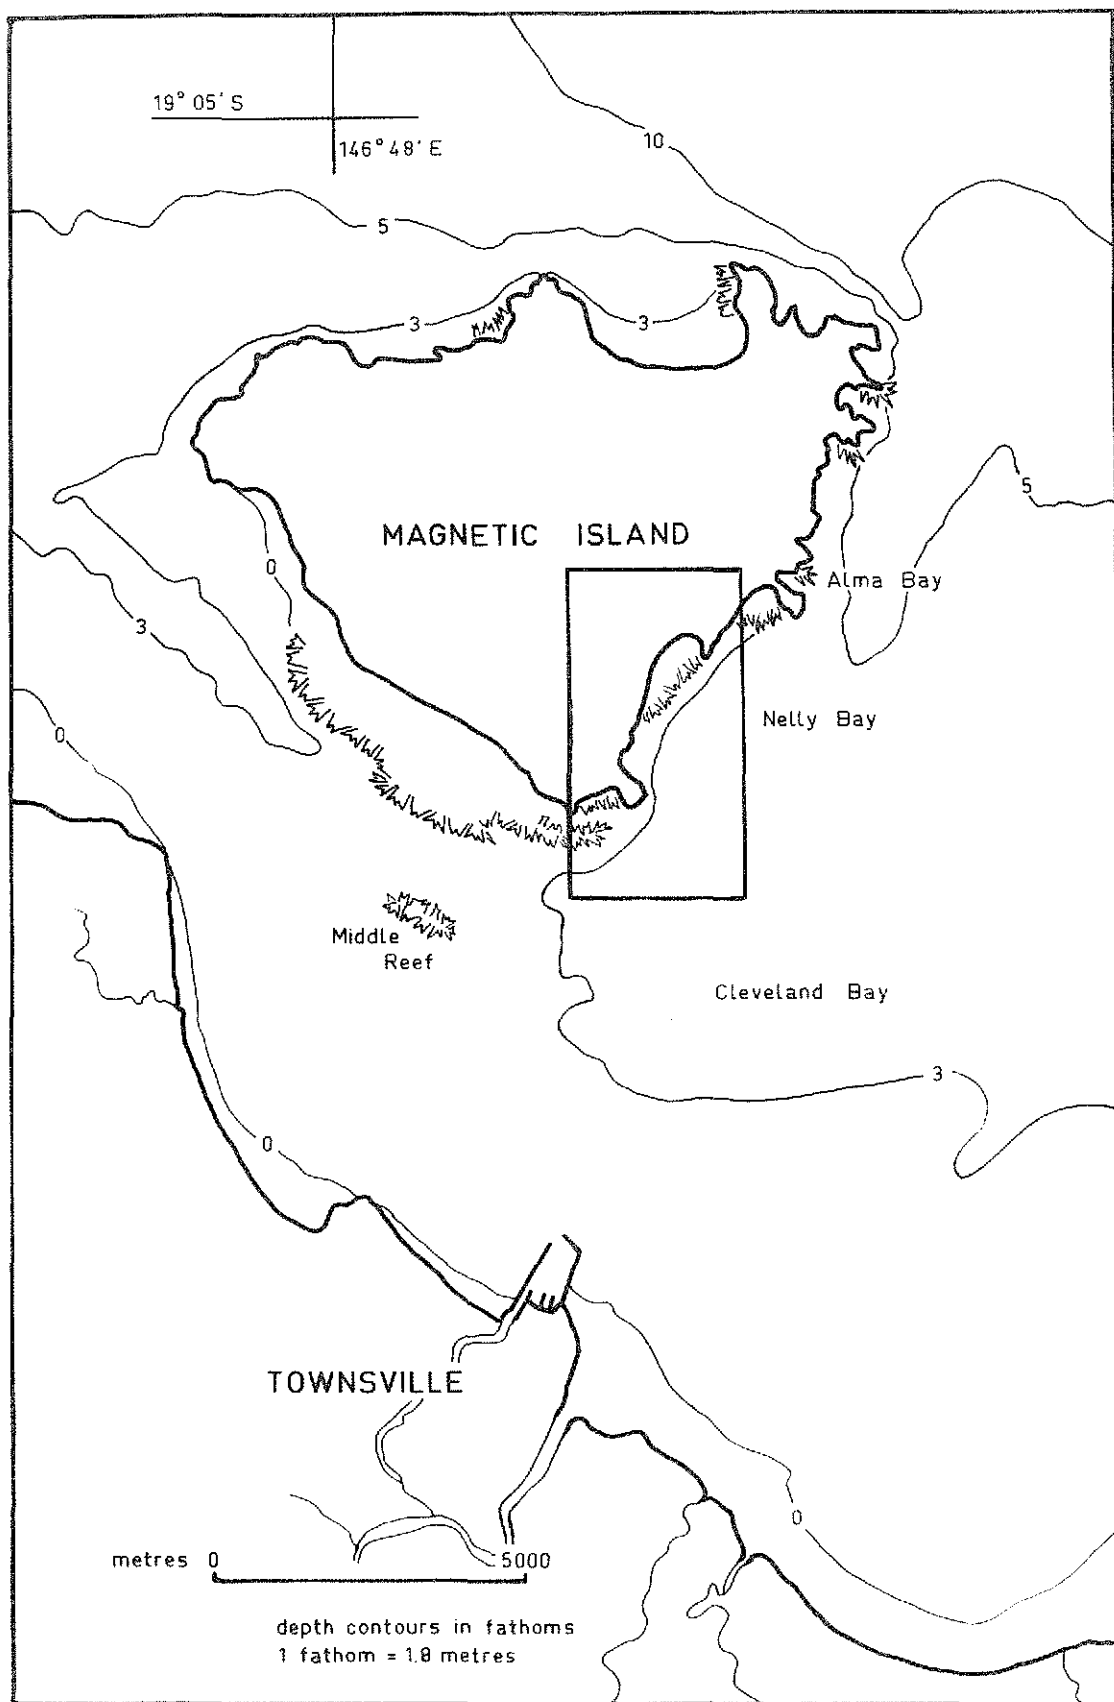 19° 05' S
146° 48' E
10
5
3
3
5
MAGNETIC ISLAND
0
Alma Bay
3
Nelly Bay
0
Middle
Reef
Cleveland Bay
3
0
TOWNSVILLE
0
metres 0 5000
depth contours in fathoms
1 fathom = 1.8 metres